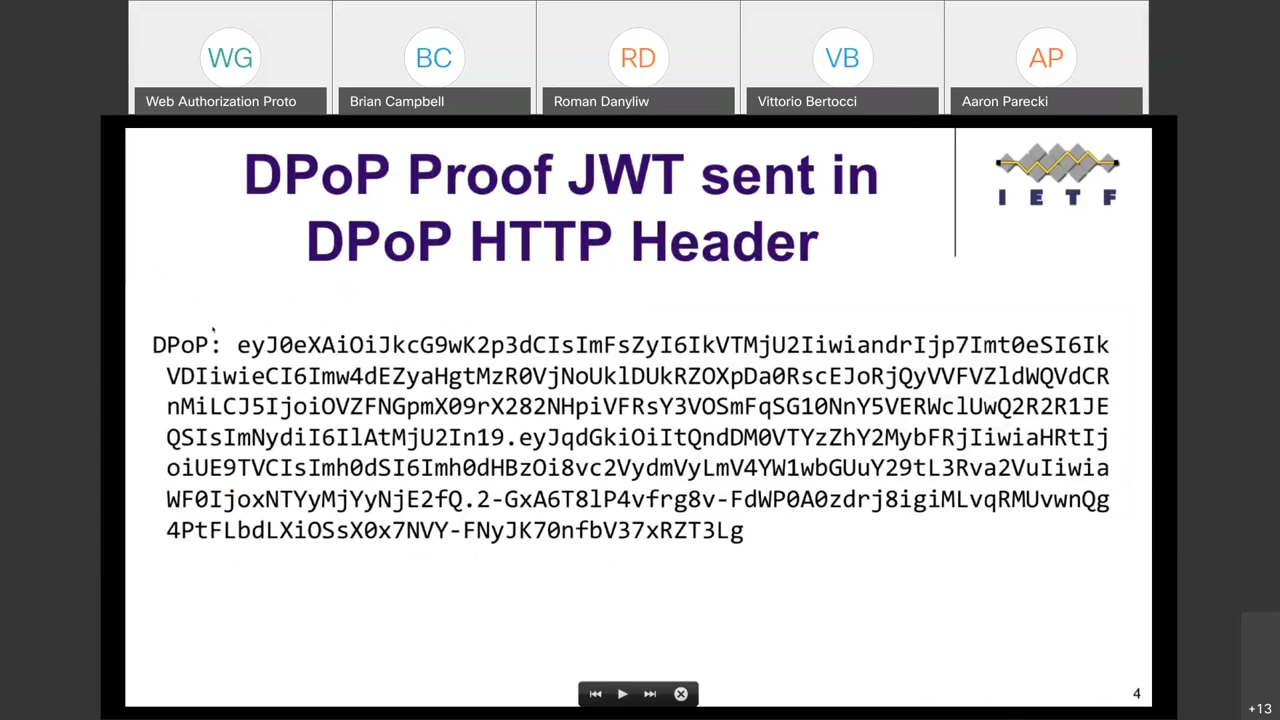 WG
BC
RD
VB
AP
Web Authorization Proto
Brian Campbell
Roman Danyliw
Vittorio Bertocci
Aaron Parecki
DPoP Proof JWT sent in
DPoP HTTP Header
I E T F
DPoP: eyJ0eXAiOiJkcG9wK2p3dCIsImFsZyI6IkVTMjU2IiwiandrIjp7Imt0eSI6Ik
VDIiwieCI6Imw4dEZyaHgtMzR0VjNoUklDUkRZOXpDa0RscEJoRjQyVVFVZldWQVdCR
nMiLCJ5IjoiOVZFNGpmX09rX282NHpiVFRsY3VOSmFqSG10NnY5VERWclUwQ2R2R1JE
QSIsImNydiI6IlAtMjU2In19.eyJqdGkiOiItQndDM0VTYzZhY2MybFRjIiwiaHRtIj
oiUE9TVCIsImh0dSI6Imh0dHBzOi8vc2VydmVyLmV4YW1wbGUuY29tL3Rva2VuIiwia
WF0IjoxNTYyMjYyNjE2fQ.2-GxA6T8lP4vfrg8v-FdWP0A0zdrj8igiMLvqRMUvwnQg
4PtFLbdLXiOSsX0x7NVY-FNyJK70nfbV37xRZT3Lg
4
+13